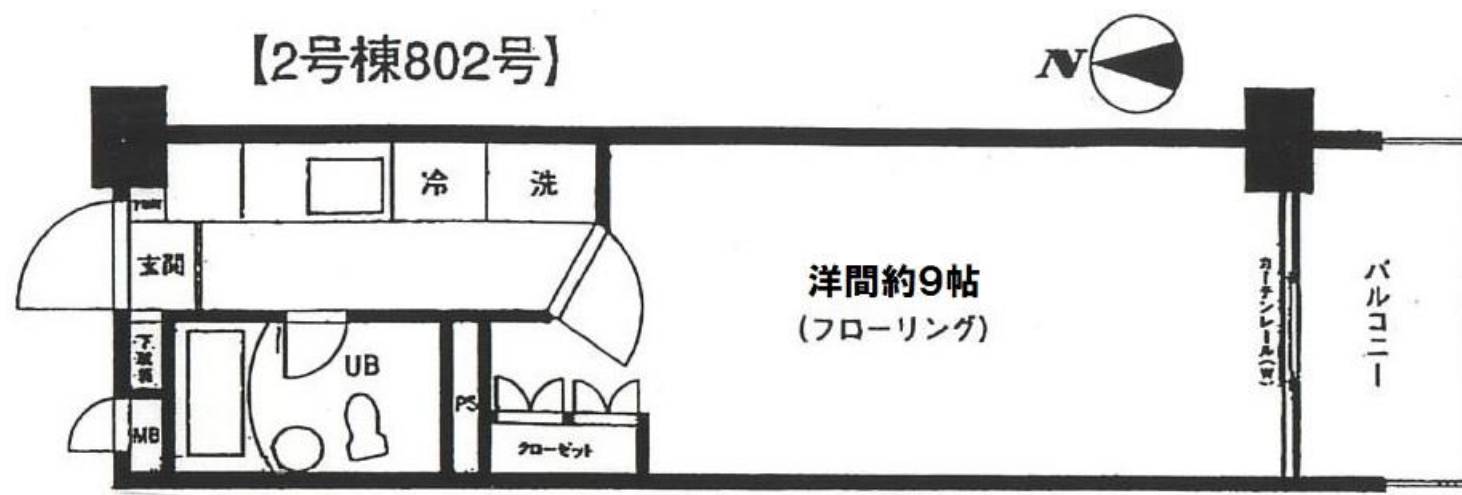 【2号棟802号】
N
冷
洗
玄関
洋間約9帖
(フローリング)
カーテンレール(W)
バルコニー
下駄箱
UB
PS
MB
クローゼット